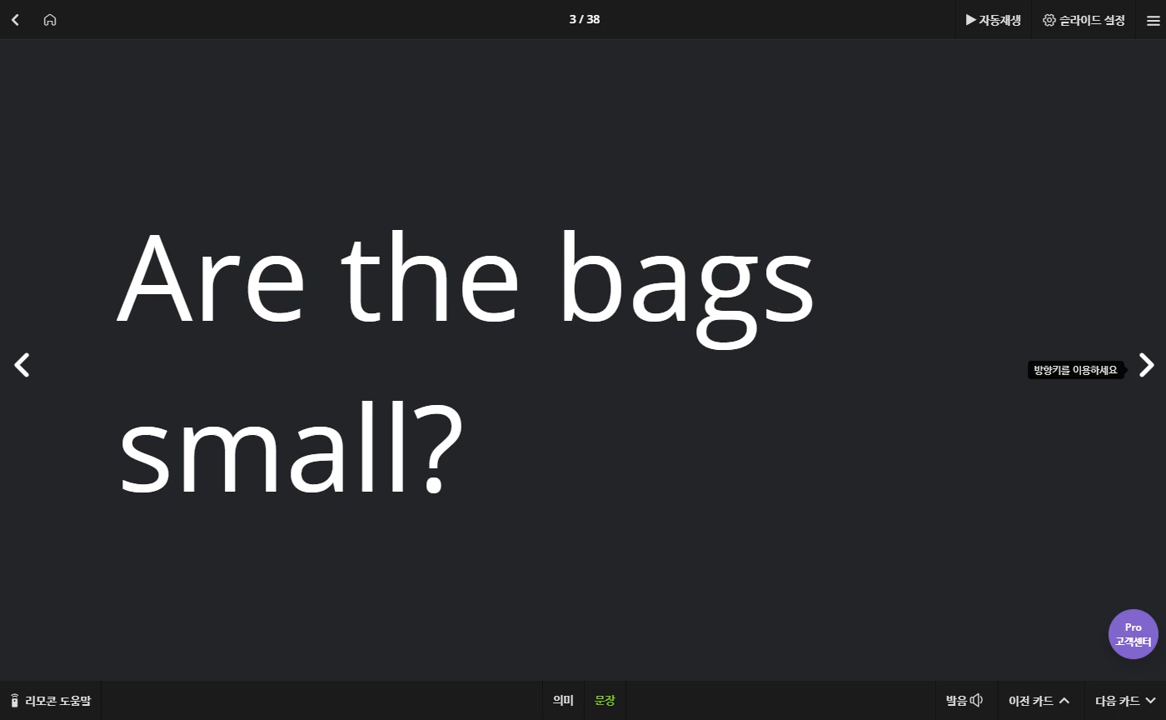 3 / 38
자동재생
슬라이드 설정
Are the bags
small?
방향키를 이용하세요
Pro
고객센터
리모콘 도움말
의미
문장
발음
이전 카드
다음 카드